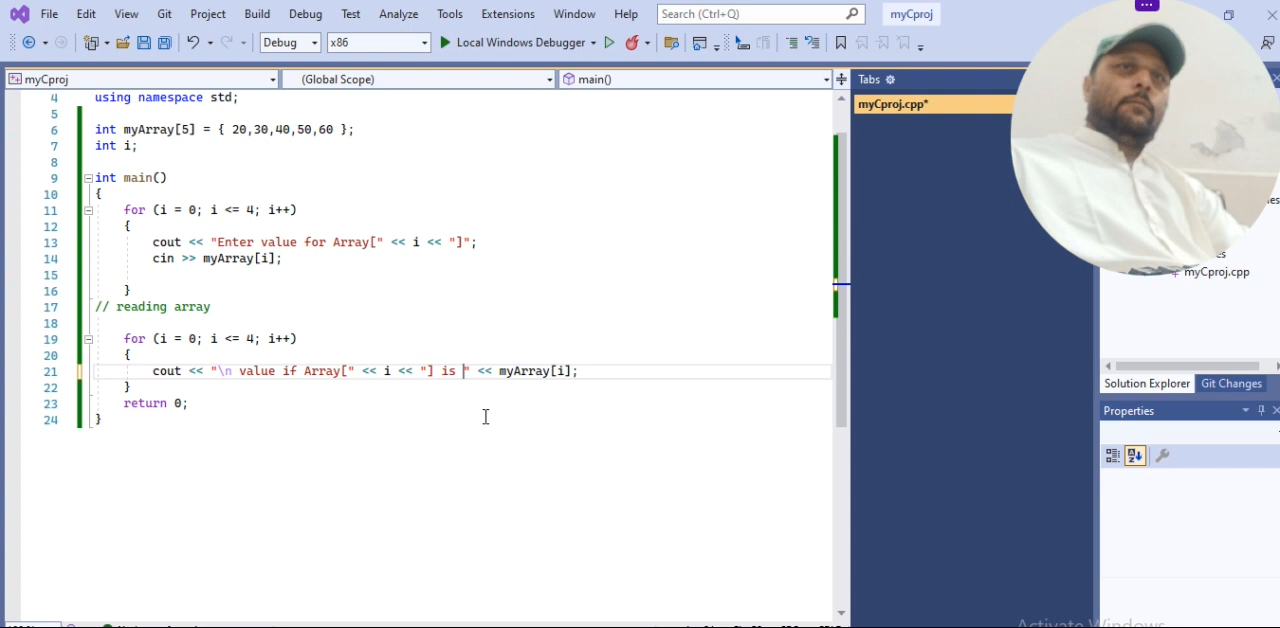 File Edit View Git Project Build Debug Test Analyze Tools Extensions Window Help Search (Ctrl+Q) myCproj
Debug x86 Local Windows Debugger
myCproj (Global Scope) main()
Tabs
myCproj.cpp*
4 using namespace std;
5
6 int myArray[5] = { 20,30,40,50,60 };
7 int i;
8
9 int main()
10 {
11 for (i = 0; i <= 4; i++)
12 {
13 cout << "Enter value for Array[" << i << "]";
14 cin >> myArray[i];
15
16 }
17 // reading array
18
19 for (i = 0; i <= 4; i++)
20 {
21 cout << "\n value if Array[" << i << "] is " << myArray[i];
22 }
23 return 0;
24 }
myCproj.cpp
Solution Explorer Git Changes
Properties
Activate Windows